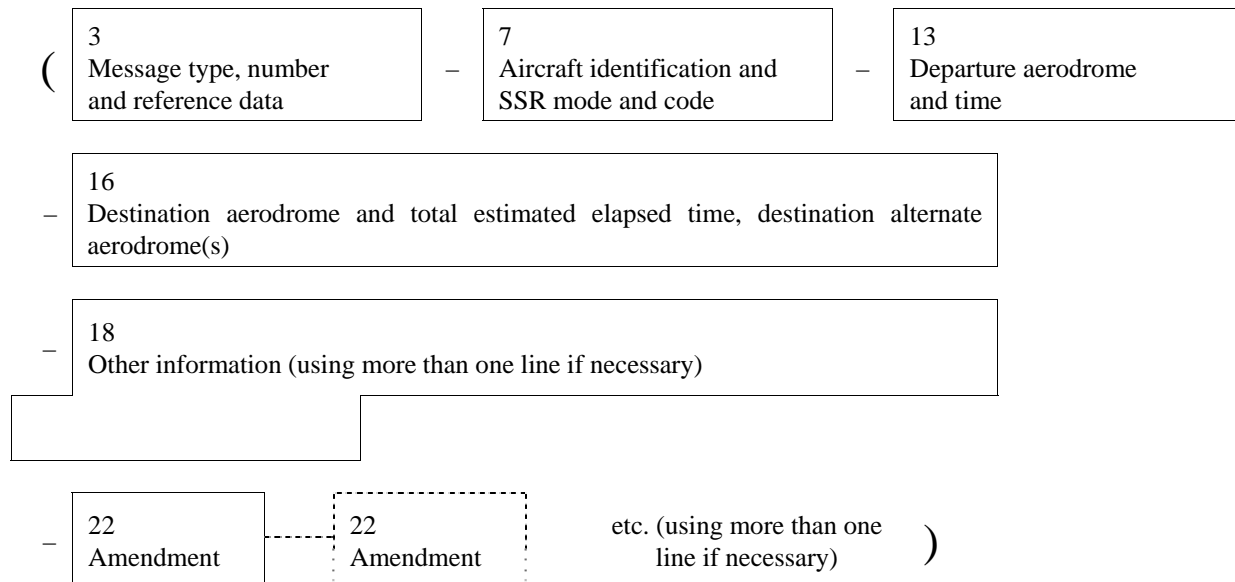 ( 3 – 7 – 13
Message type, number Aircraft identification and Departure aerodrome
and reference data SSR mode and code and time
16
– Destination aerodrome and total estimated elapsed time, destination alternate
aerodrome(s)
18
– Other information (using more than one line if necessary)
22 22 etc. (using more than one
– Amendment Amendment line if necessary) )